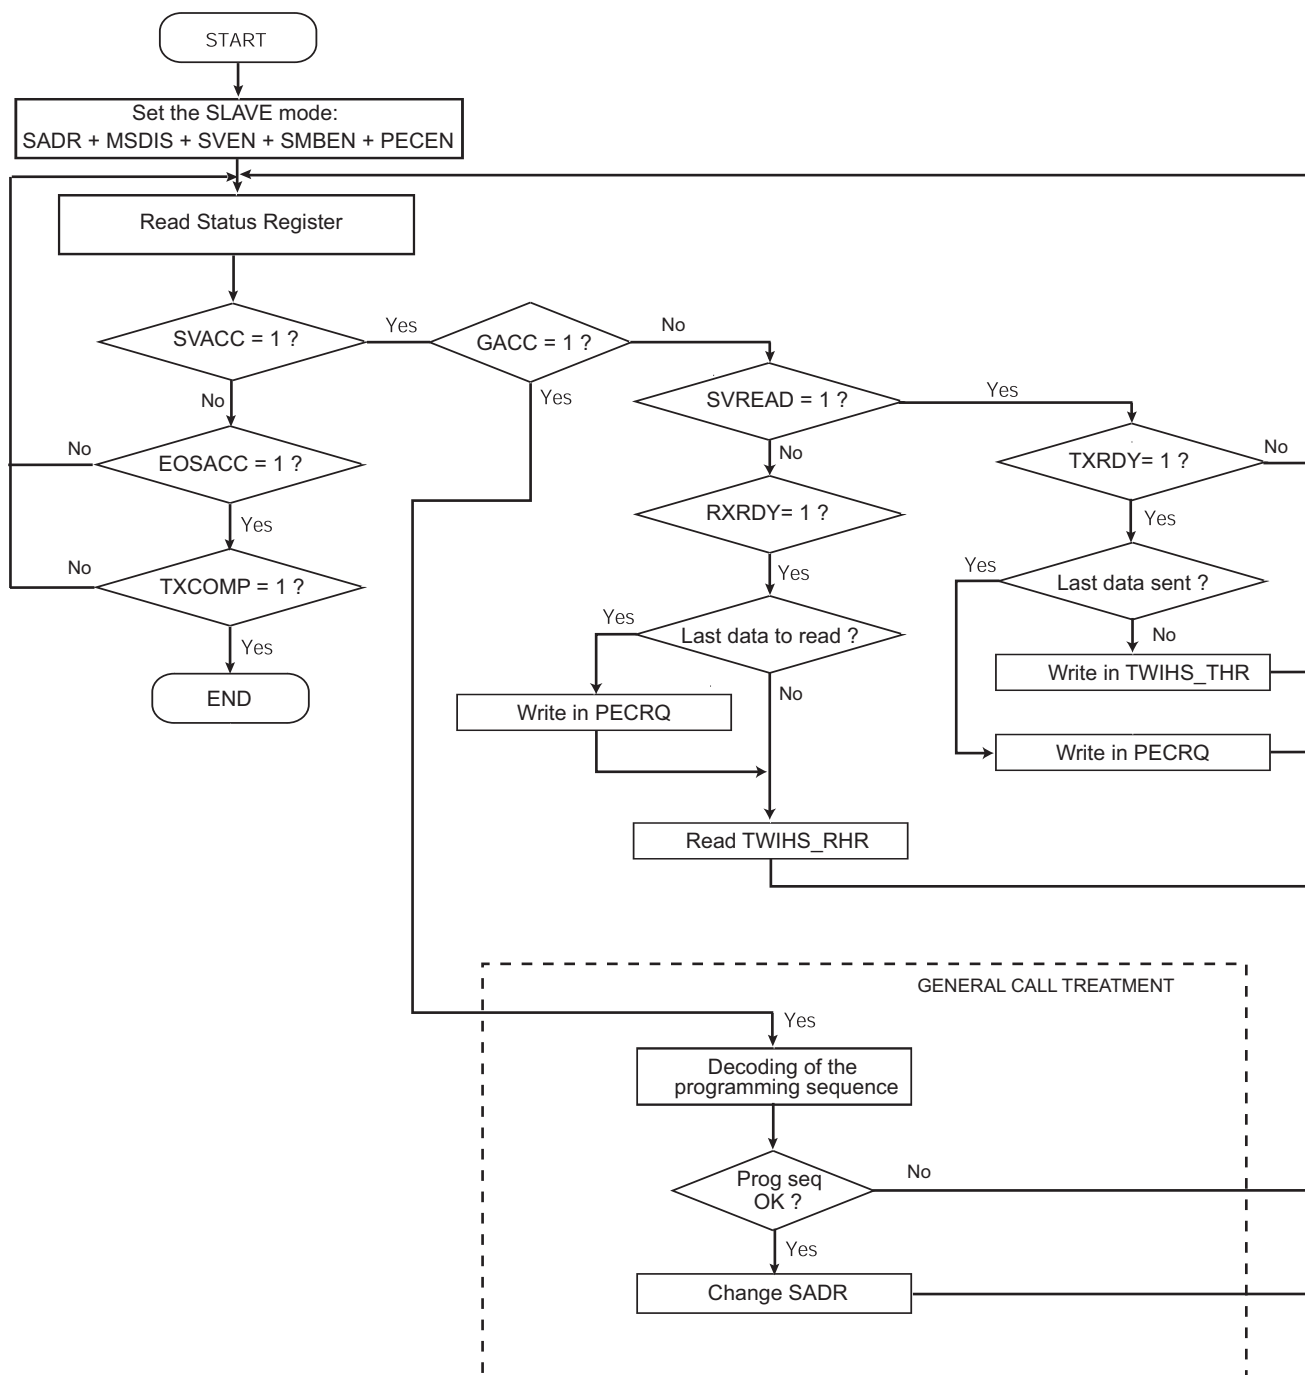 START
Set the SLAVE mode:
SADR + MSDIS + SVEN + SMBEN + PECEN
Read Status Register
SVACC = 1 ?
Yes
GACC = 1 ?
No
No
Yes
SVREAD = 1 ?
Yes
No
EOSACC = 1 ?
No
TXRDY= 1 ?
No
Yes
RXRDY= 1 ?
Yes
No
TXCOMP = 1 ?
Yes
Yes
Last data sent ?
Yes
Last data to read ?
No
Yes
Write in TWIHS_THR
END
No
Write in PECRQ
Write in PECRQ
Read TWIHS_RHR
GENERAL CALL TREATMENT
Yes
Decoding of the
programming sequence
Prog seq
OK ?
No
Yes
Change SADR